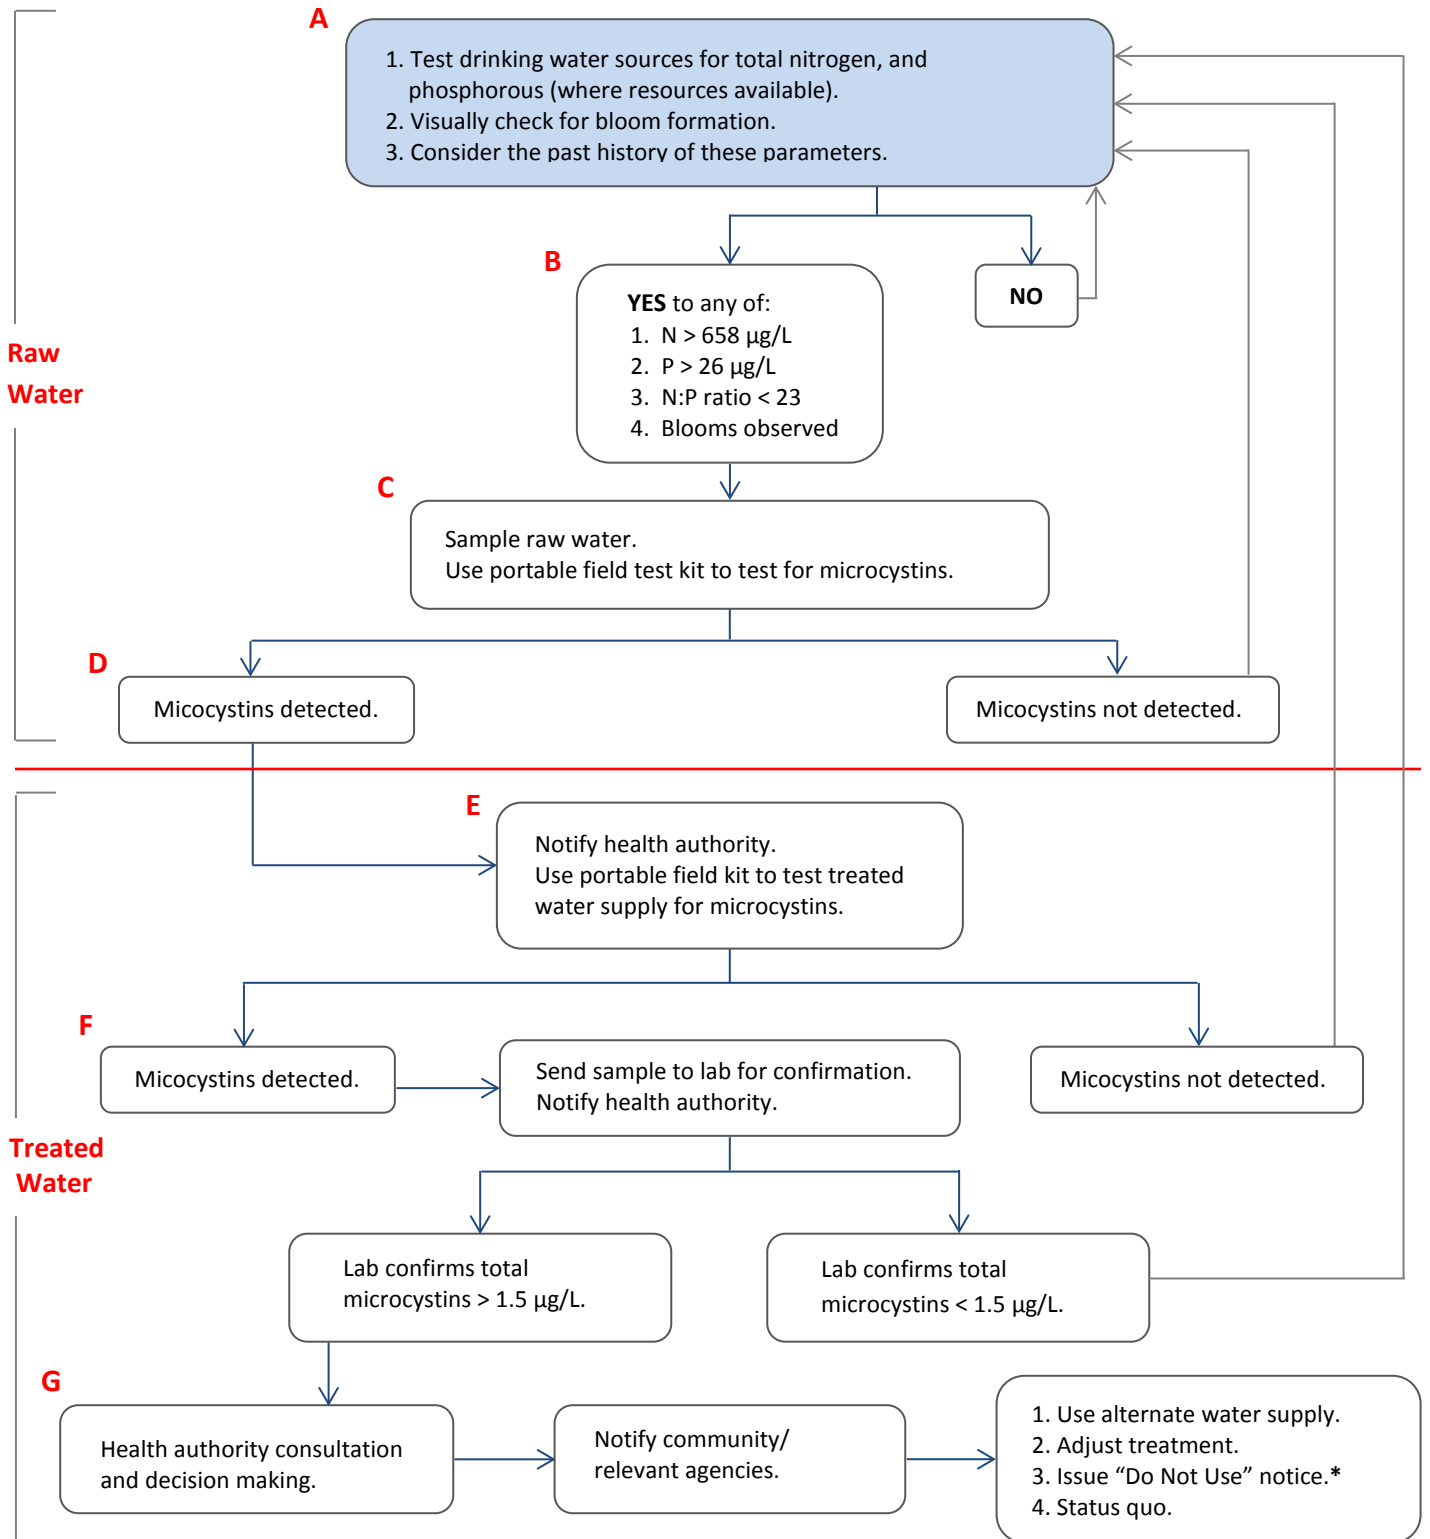 A
1. Test drinking water sources for total nitrogen, and
phosphorous (where resources available).
2. Visually check for bloom formation.
3. Consider the past history of these parameters.
B
YES to any of:
1. N > 658 µg/L
2. P > 26 µg/L
3. N:P ratio < 23
4. Blooms observed
NO
Raw
Water
C
Sample raw water.
Use portable field test kit to test for microcystins.
D
Micocystins detected.
Micocystins not detected.
E
Notify health authority.
Use portable field kit to test treated
water supply for microcystins.
F
Micocystins detected.
Send sample to lab for confirmation.
Notify health authority.
Micocystins not detected.
Treated
Water
Lab confirms total
microcystins > 1.5 µg/L.
Lab confirms total
microcystins < 1.5 µg/L.
G
Health authority consultation
and decision making.
Notify community/
relevant agencies.
1. Use alternate water supply.
2. Adjust treatment.
3. Issue “Do Not Use” notice.*
4. Status quo.